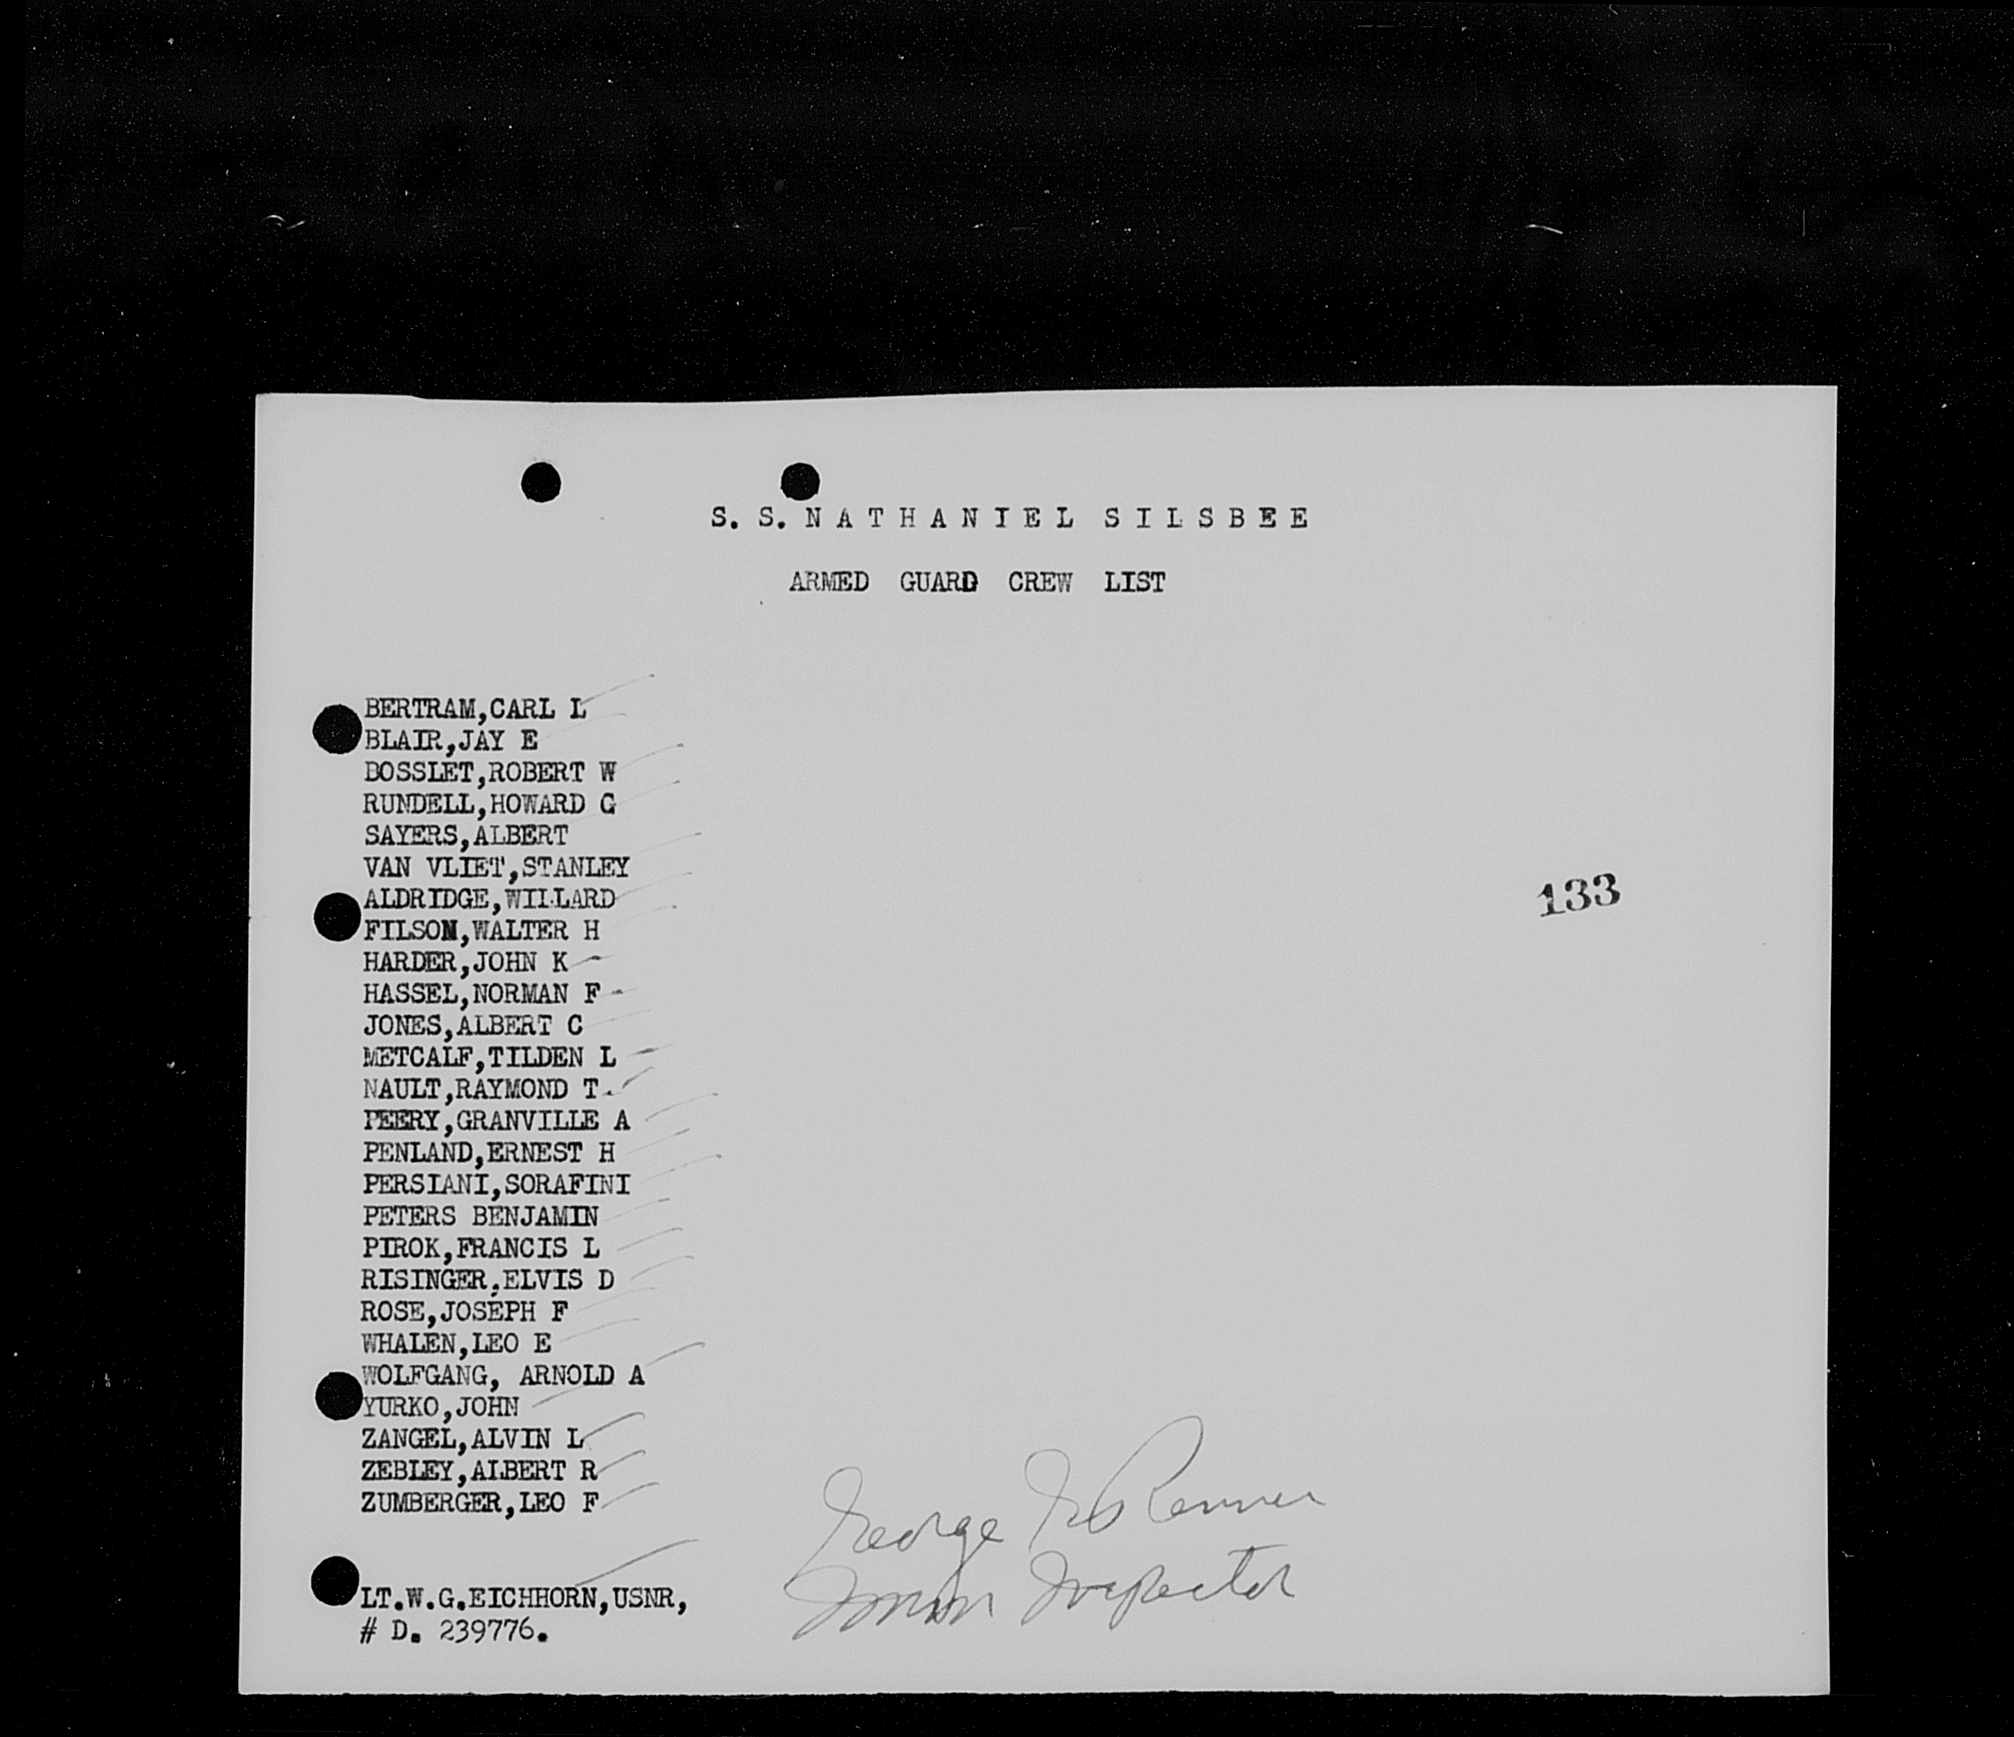 S. S. NATHANIEL SILSBEE
ARMED GUARD CREW LIST
BERTRAM,CARL L
BLAIR,JAY E
BOSSLET,ROBERT W
RUNDELL,HOWARD G
SAYERS,ALBERT
VAN VLIET,STANLEY
133
ALDRIDGE,WILLARD
FILSON,WALTER H
HARDER,JOHN K
HASSEL,NORMAN F
JONES,ALBERT C
METCALF,TILDEN L
NAULT,RAYMOND T.
PEERY,GRANVILLE A
PENLAND,ERNEST H
PERSIANI,SORAFINI
PETERS BENJAMIN
PIROK,FRANCIS L
RISINGER,ELVIS D
ROSE,JOSEPH F
WHALEN,LEO E
WOLFGANG, ARNOLD A
YURKO,JOHN
ZANGEL,ALVIN L
ZEBLEY,ALBERT R
ZUMBERGER,LEO F
George Renner
Inspector
LT.W.G.EICHHORN,USNR,
# D. 239776.